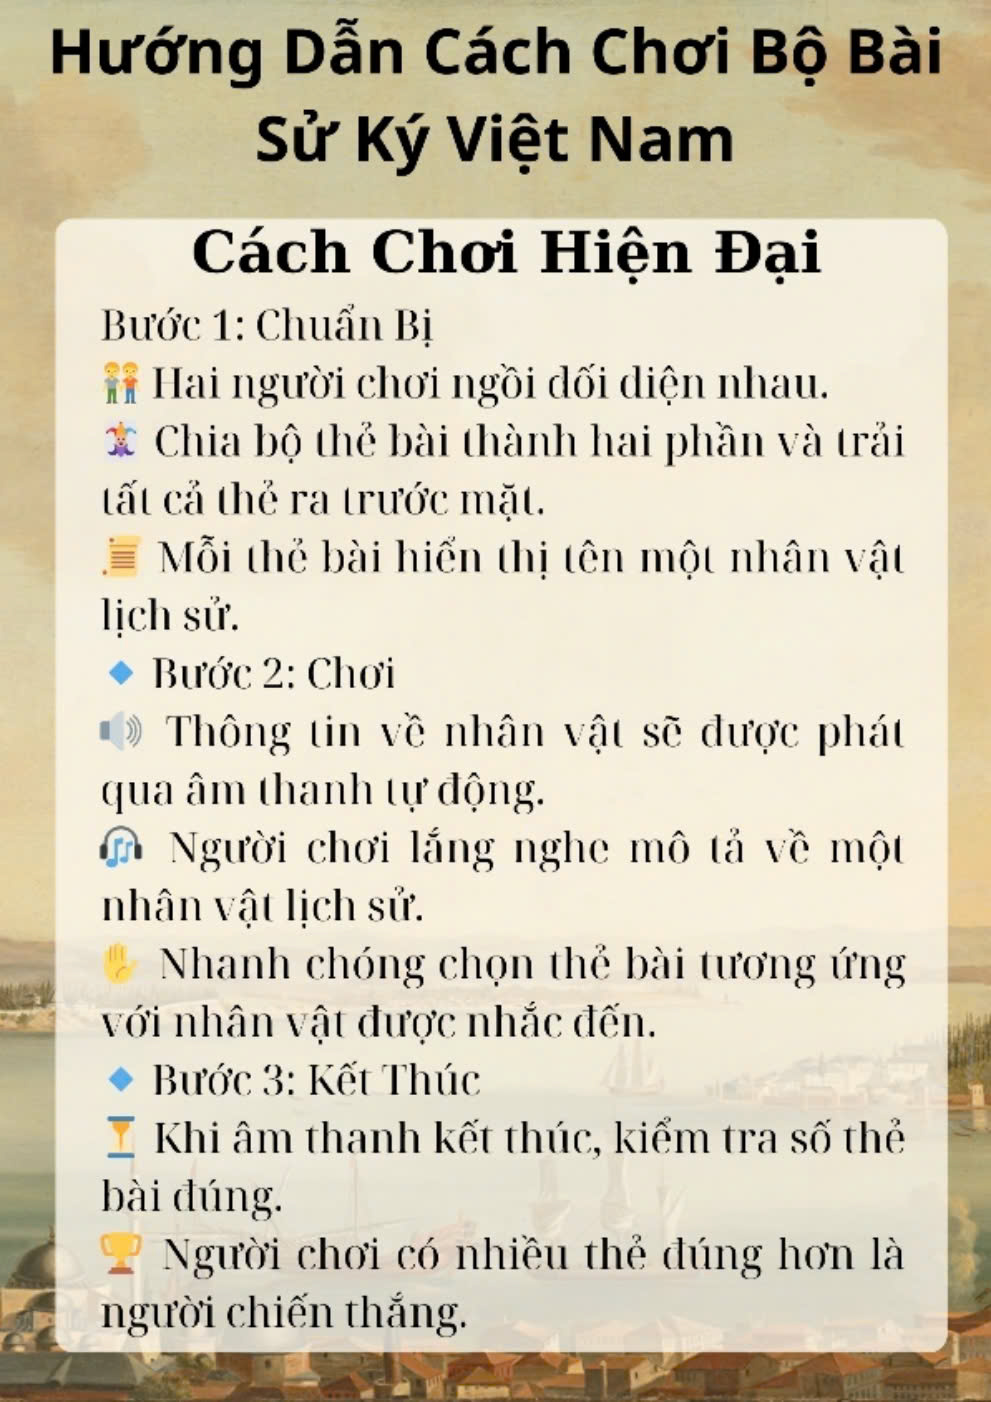 Hướng Dẫn Cách Chơi Bộ Bài
Sử Ký Việt Nam
Cách Chơi Hiện Đại
Bước 1: Chuẩn Bị
Hai người chơi ngồi đối diện nhau.
Chia bộ thẻ bài thành hai phần và trải
tất cả thẻ ra trước mặt.
Mỗi thẻ bài hiển thị tên một nhân vật
lịch sử.
Bước 2: Chơi
Thông tin về nhân vật sẽ được phát
qua âm thanh tự động.
Người chơi lắng nghe mô tả về một
nhân vật lịch sử.
Nhanh chóng chọn thẻ bài tương ứng
với nhân vật được nhắc đến.
Bước 3: Kết Thúc
Khi âm thanh kết thúc, kiểm tra số thẻ
bài đúng.
Người chơi có nhiều thẻ đúng hơn là
người chiến thắng.